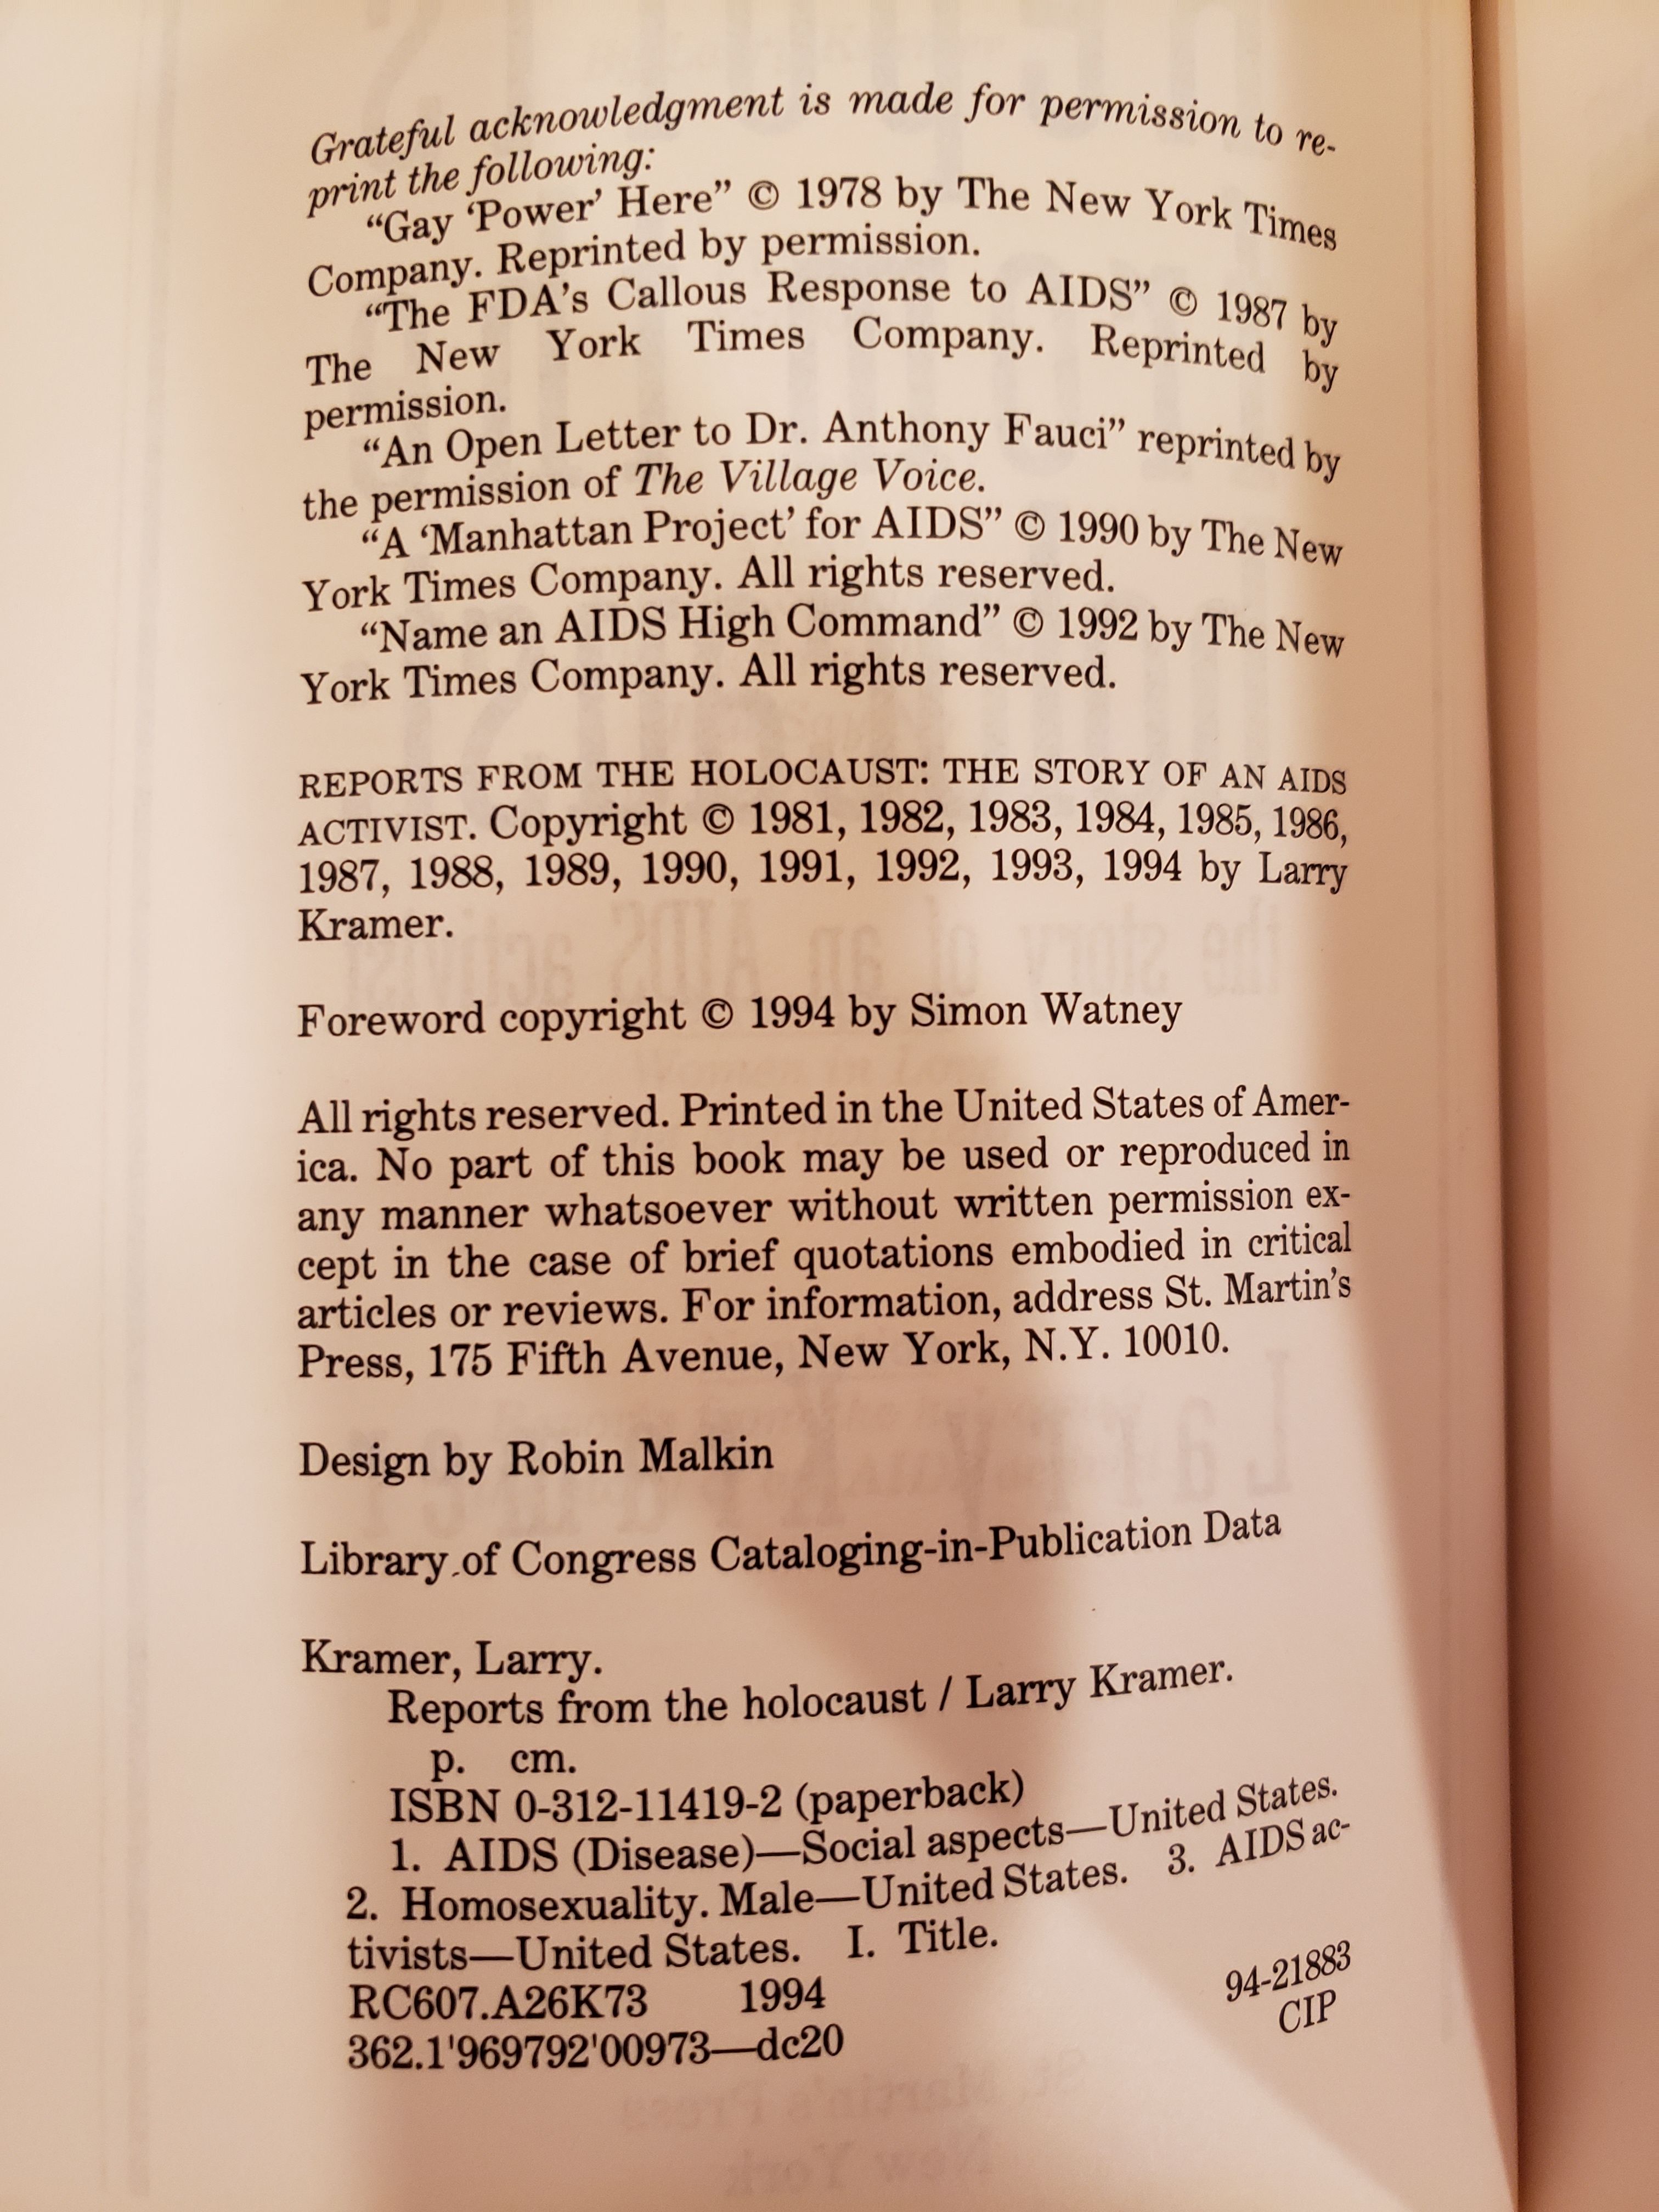 Grateful acknowledgment is made for permission to re-
print the following:
“Gay ‘Power’ Here” © 1978 by The New York Times
Company. Reprinted by permission.
“The FDA’s Callous Response to AIDS” © 1987 by
The New York Times Company. Reprinted by
permission.
“An Open Letter to Dr. Anthony Fauci” reprinted by
the permission of The Village Voice.
“A ‘Manhattan Project’ for AIDS” © 1990 by The New
York Times Company. All rights reserved.
“Name an AIDS High Command” © 1992 by The New
York Times Company. All rights reserved.
REPORTS FROM THE HOLOCAUST: THE STORY OF AN AIDS
ACTIVIST. Copyright © 1981, 1982, 1983, 1984, 1985, 1986,
1987, 1988, 1989, 1990, 1991, 1992, 1993, 1994 by Larry
Kramer.
Foreword copyright © 1994 by Simon Watney
All rights reserved. Printed in the United States of Amer-
ica. No part of this book may be used or reproduced in
any manner whatsoever without written permission ex-
cept in the case of brief quotations embodied in critical
articles or reviews. For information, address St. Martin’s
Press, 175 Fifth Avenue, New York, N.Y. 10010.
Design by Robin Malkin
Library of Congress Cataloging-in-Publication Data
Kramer, Larry.
Reports from the holocaust / Larry Kramer.
p. cm.
ISBN 0-312-11419-2 (paperback)
1. AIDS (Disease)—Social aspects—United States.
2. Homosexuality. Male—United States. 3. AIDS ac-
tivists—United States. I. Title.
RC607.A26K73 1994
362.1'969792'00973—dc20
94-21883
CIP